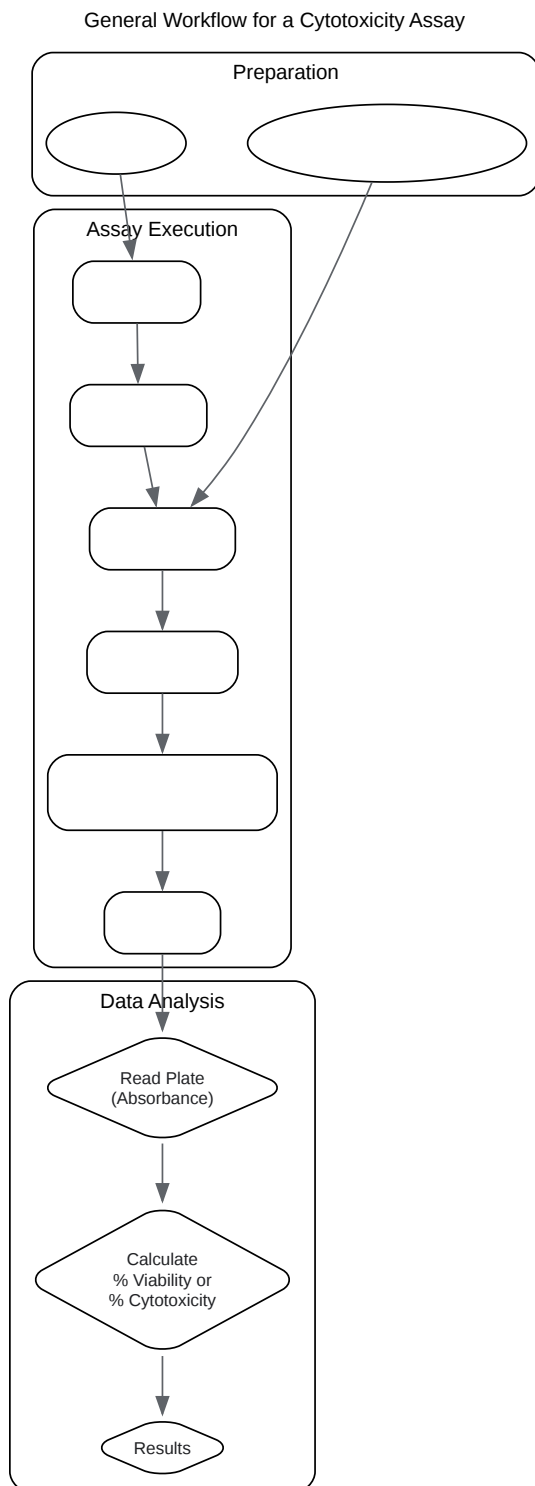 General Workflow for a Cytotoxicity Assay
Preparation
Assay Execution
Data Analysis
Read Plate
(Absorbance)
Calculate
% Viability or
% Cytotoxicity
Results